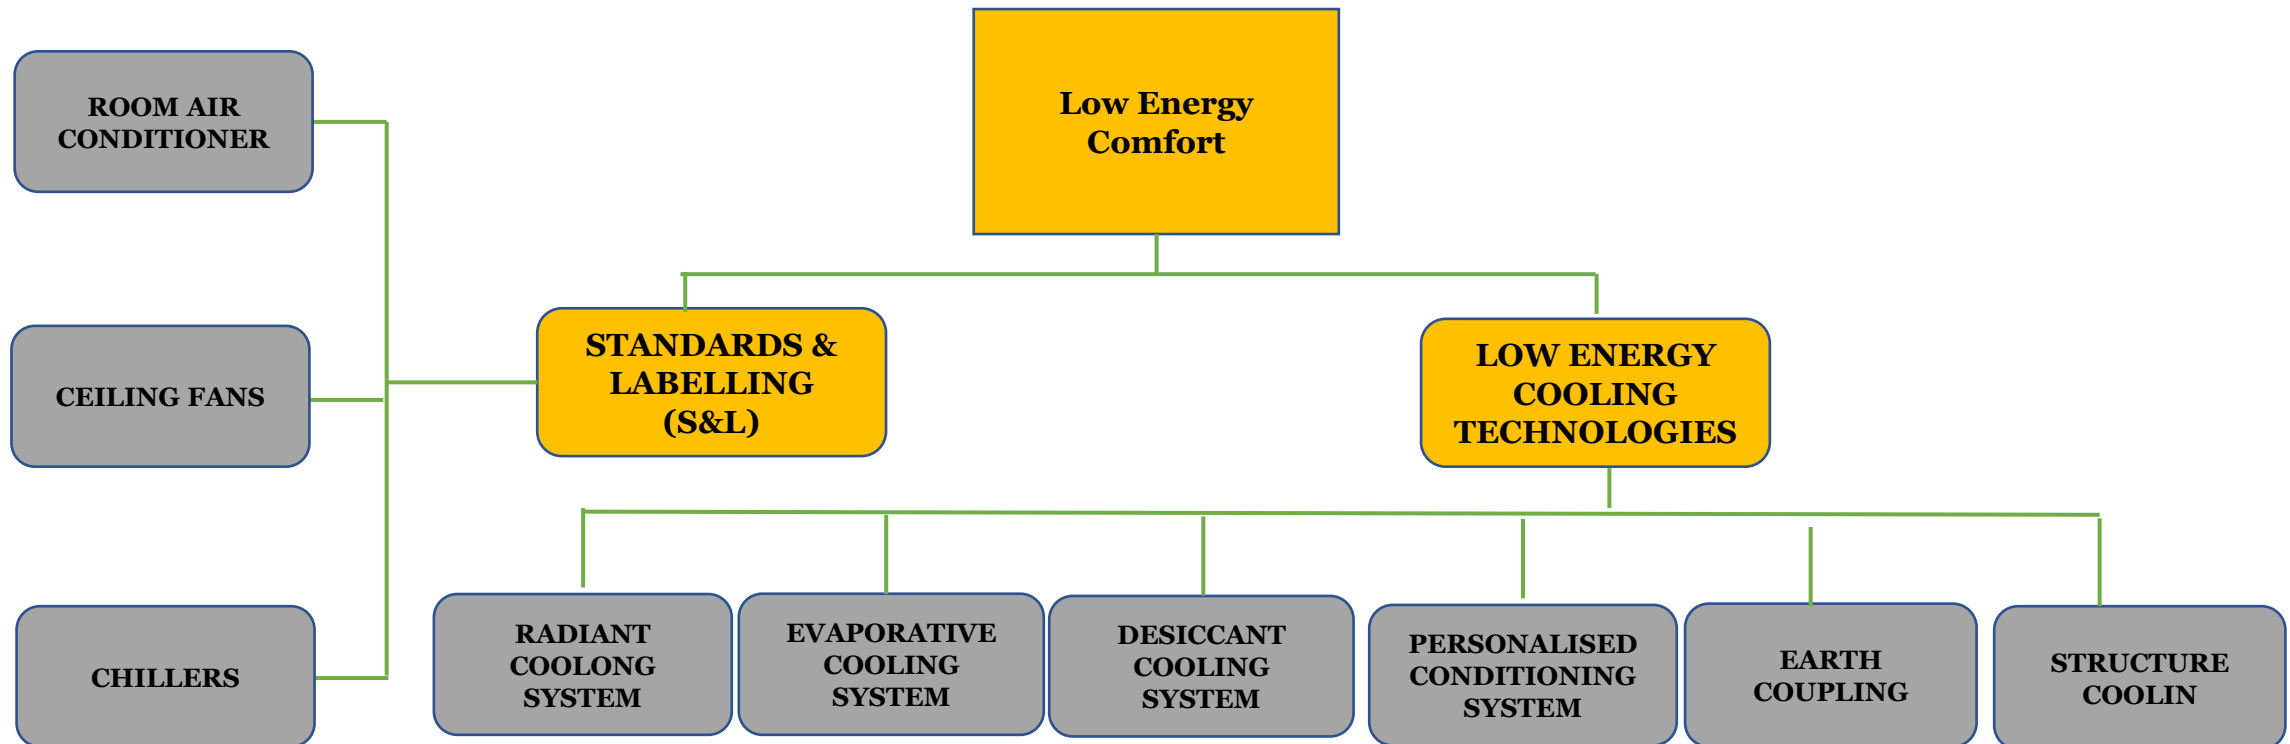 Low Energy
Comfort
ROOM AIR
CONDITIONER
STANDARDS &
LABELLING
(S&L)
LOW ENERGY
COOLING
TECHNOLOGIES
CEILING FANS
CHILLERS
RADIANT
COOLONG
SYSTEM
EVAPORATIVE
COOLING
SYSTEM
DESICCANT
COOLING
SYSTEM
PERSONALISED
CONDITIONING
SYSTEM
EARTH
COUPLING
STRUCTURE
COOLIN